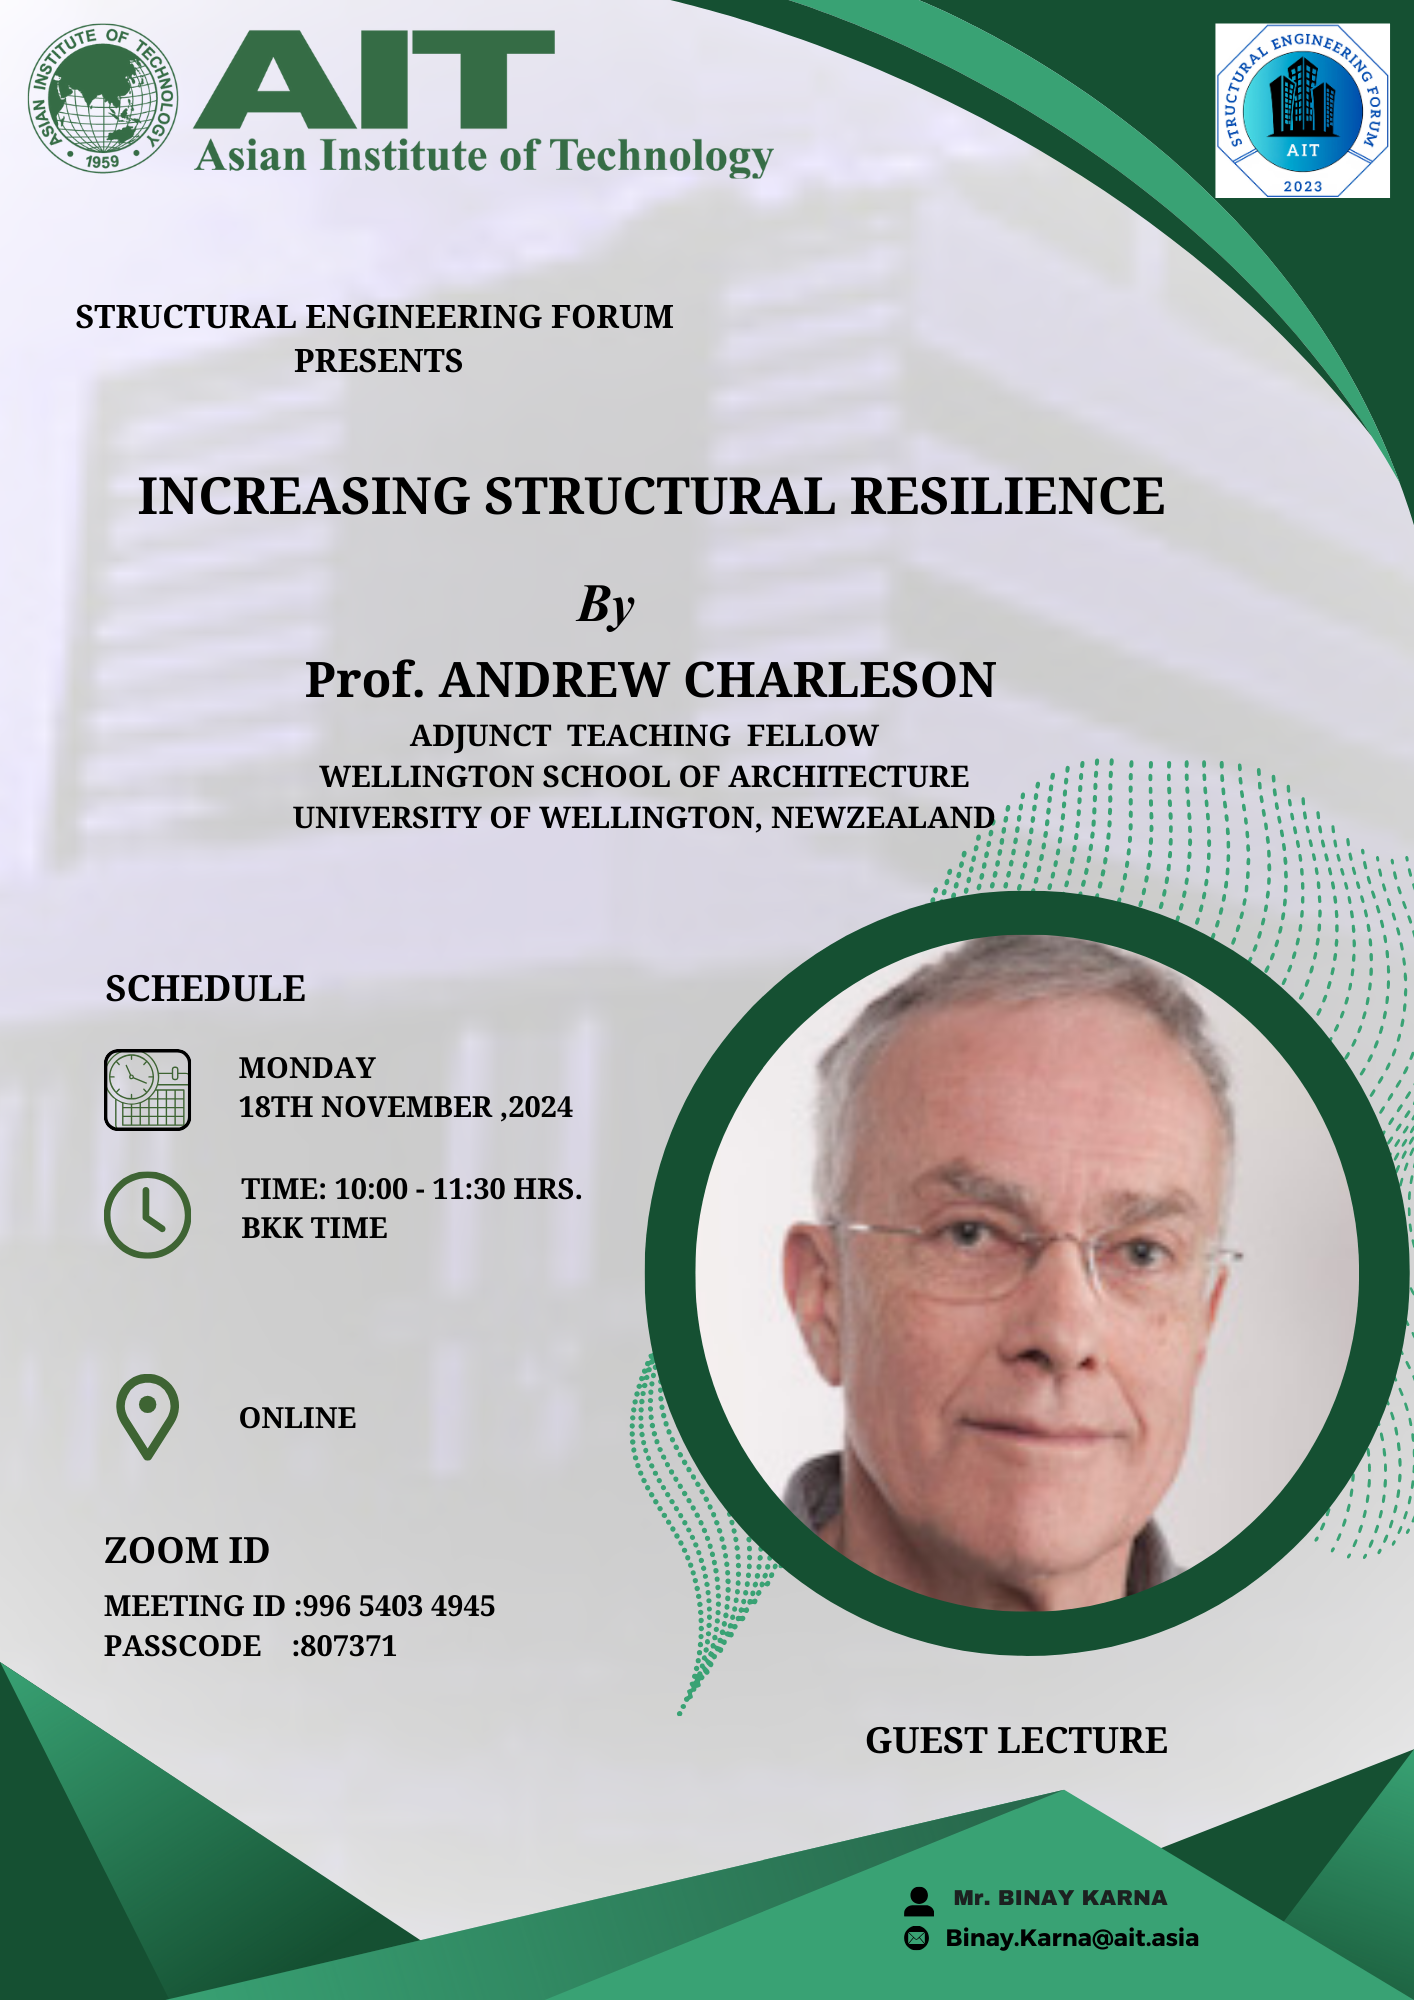 ASIAN INSTITUTE OF TECHNOLOGY
1959
AIT
Asian Institute of Technology
STRUCTURAL ENGINEERING FORUM
AIT
2023
STRUCTURAL ENGINEERING FORUM
PRESENTS
INCREASING STRUCTURAL RESILIENCE
By
Prof. ANDREW CHARLESON
ADJUNCT TEACHING FELLOW
WELLINGTON SCHOOL OF ARCHITECTURE
UNIVERSITY OF WELLINGTON, NEWZEALAND
SCHEDULE
MONDAY
18TH NOVEMBER ,2024
TIME: 10:00 - 11:30 HRS.
BKK TIME
ONLINE
ZOOM ID
MEETING ID :996 5403 4945
PASSCODE :807371
GUEST LECTURE
Mr. BINAY KARNA
Binay.Karna@ait.asia